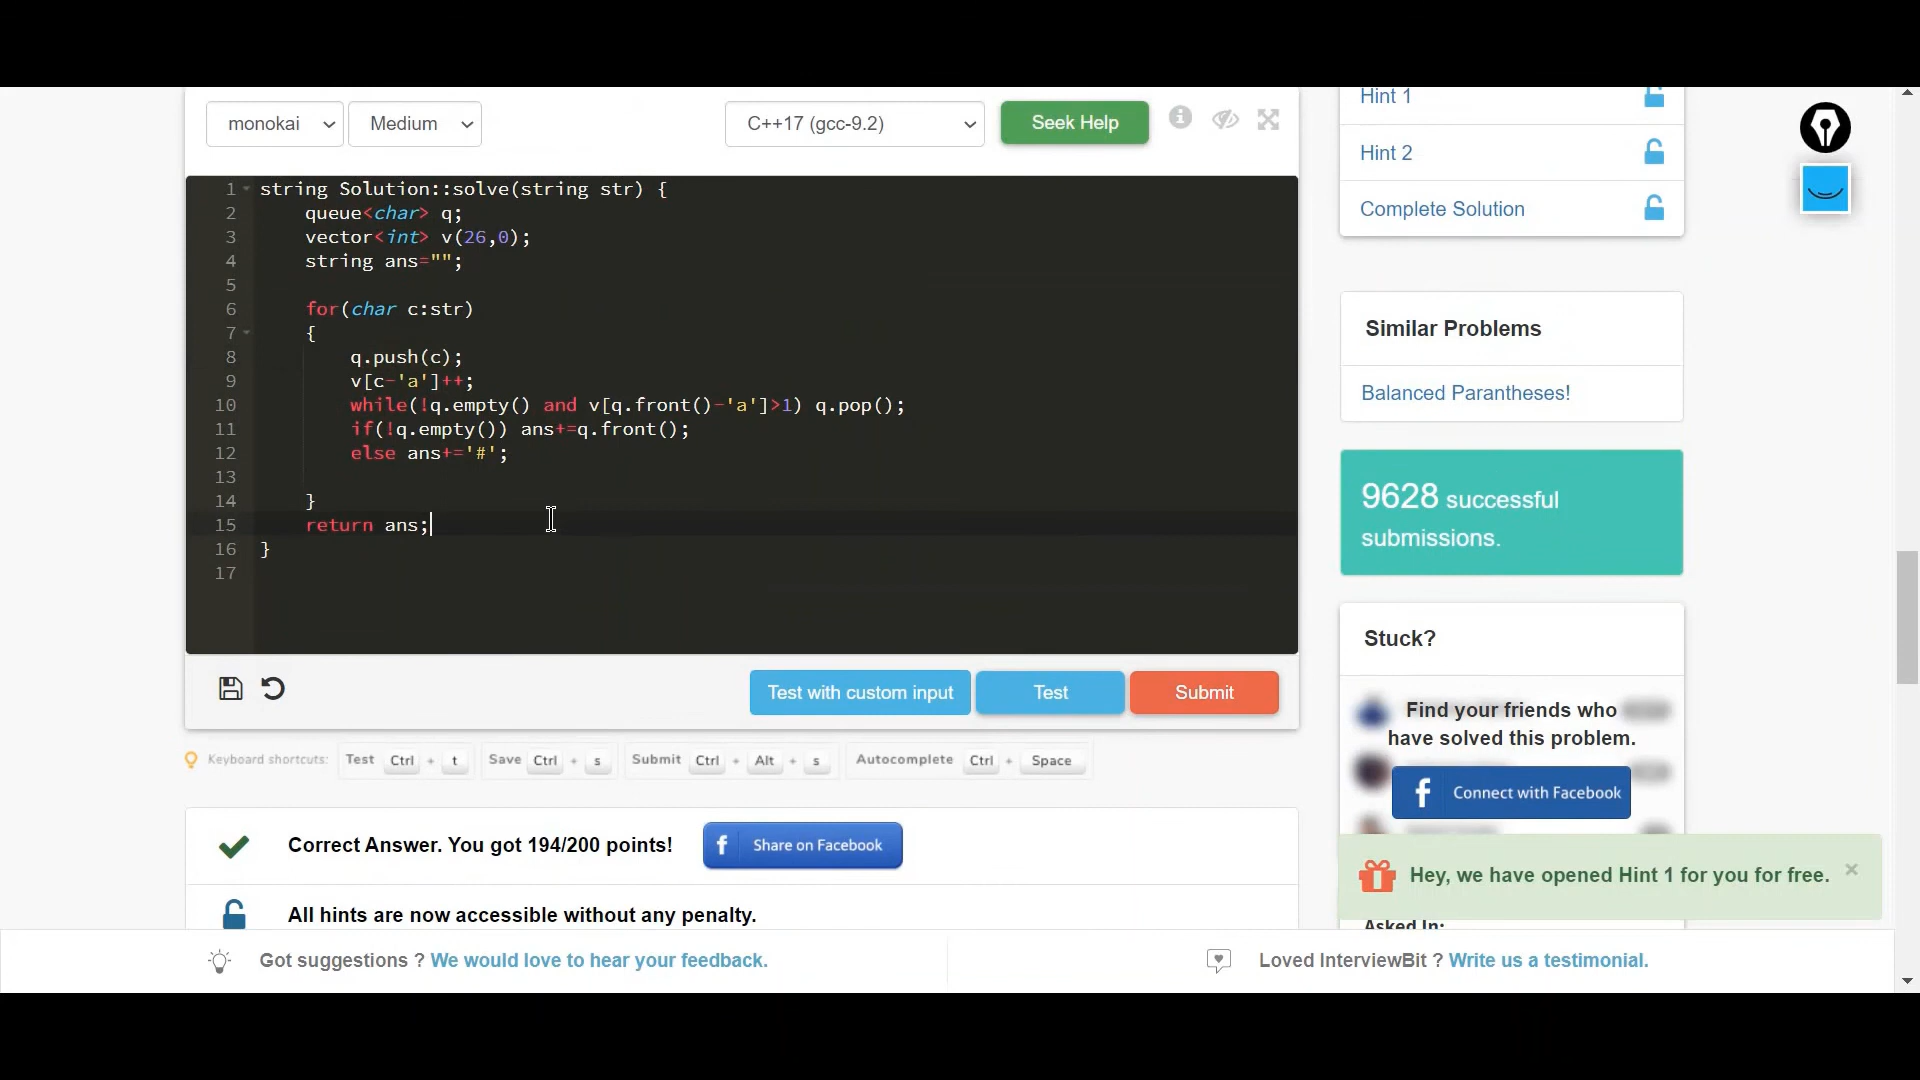 monokai
Medium
C++17 (gcc-9.2)
Seek Help
1 string Solution::solve(string str) {
2 queue<char> q;
3 vector<int> v(26,0);
4 string ans="";
5
6 for(char c:str)
7 {
8 q.push(c);
9 v[c-'a']++;
10 while(!q.empty() and v[q.front()-'a']>1) q.pop();
11 if(!q.empty()) ans+=q.front();
12 else ans+='#';
13
14 }
15 return ans;
16 }
17
Test with custom input
Test
Submit
Keyboard shortcuts: Test Ctrl + t Save Ctrl + s Submit Ctrl + Alt + s Autocomplete Ctrl + Space
Correct Answer. You got 194/200 points!
f Share on Facebook
All hints are now accessible without any penalty.
Hint 1
Hint 2
Complete Solution
Similar Problems
Balanced Parantheses!
9628 successful
submissions.
Stuck?
Find your friends who
have solved this problem.
f Connect with Facebook
Hey, we have opened Hint 1 for you for free. ×
Asked In:
Got suggestions ? We would love to hear your feedback.
Loved InterviewBit ? Write us a testimonial.